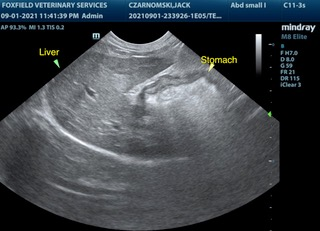 FOXFIELD VETERINARY SERVICES CZARNOMSKI,JACK Abd small I C11-3s
09-01-2021 11:41:39 PM Admin 20210901-233926-1E05/TE...
AP 93.3% MI 1.3 TIS 0.2
mindray
M8 Elite
m
B
F H7.0
D 8.0
G 59
FR 21
DR 115
iClear 3
Liver
Stomach